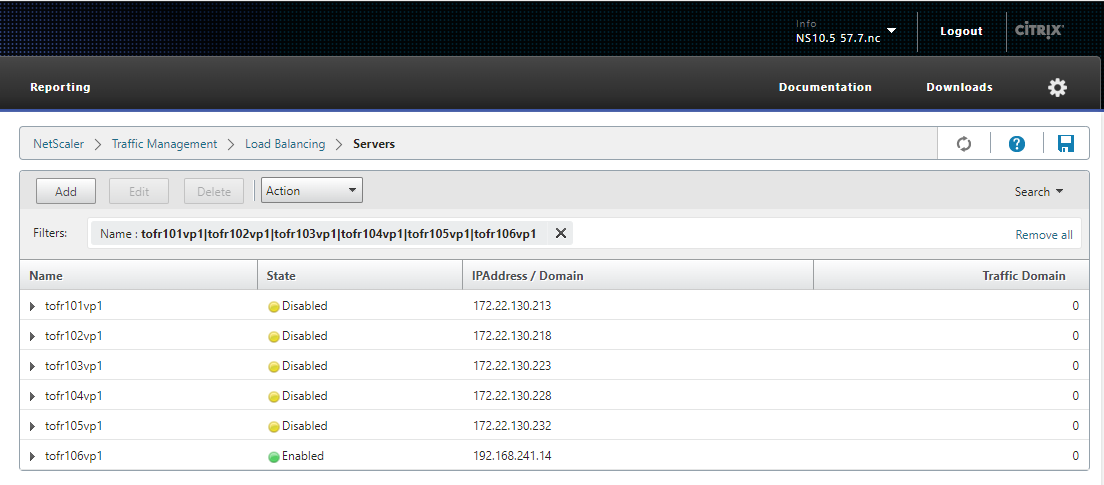 Info
NS10.5 57.7.nc
Logout
CITRIX
Reporting
Documentation
Downloads
NetScaler > Traffic Management > Load Balancing > Servers
Add Edit Delete Action Search
Filters: Name : tofr101vp1|tofr102vp1|tofr103vp1|tofr104vp1|tofr105vp1|tofr106vp1 Remove all
Name State IPAddress / Domain Traffic Domain
tofr101vp1 Disabled 172.22.130.213 0
tofr102vp1 Disabled 172.22.130.218 0
tofr103vp1 Disabled 172.22.130.223 0
tofr104vp1 Disabled 172.22.130.228 0
tofr105vp1 Disabled 172.22.130.232 0
tofr106vp1 Enabled 192.168.241.14 0